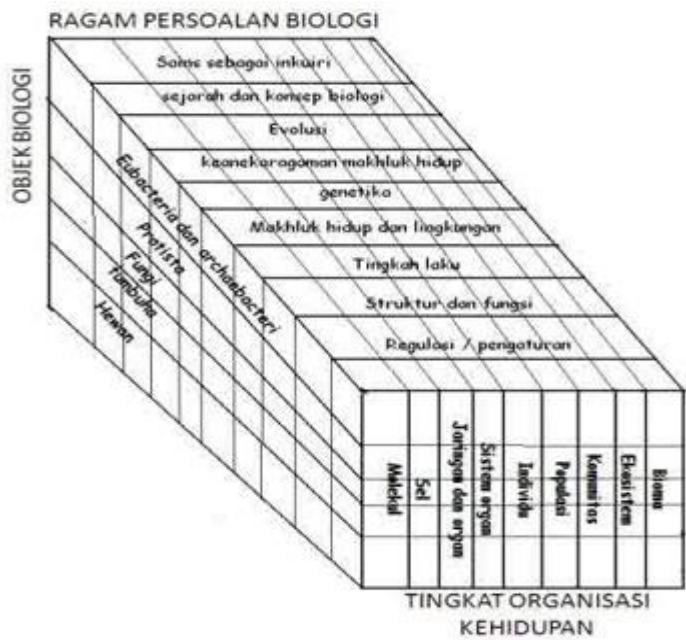 RAGAM PERSOALAN BIOLOGI
OBJEK BIOLOGI
Sains sebagai inkuiri
sejarah dan konsep biologi
Evolusi
keanekaragaman makhluk hidup
genetika
Makhluk hidup dan lingkungan
Tingkah laku
Struktur dan fungsi
Regulasi / pengaturan
Eubacteria dan archaebacteri
Protista
Fungi
Tumbuha
Hewan
Molekul
Sel
Jaringan dan organ
Sistem organ
Individu
Populasi
Komunitas
Ekosistem
Bioma
TINGKAT ORGANISASI
KEHIDUPAN